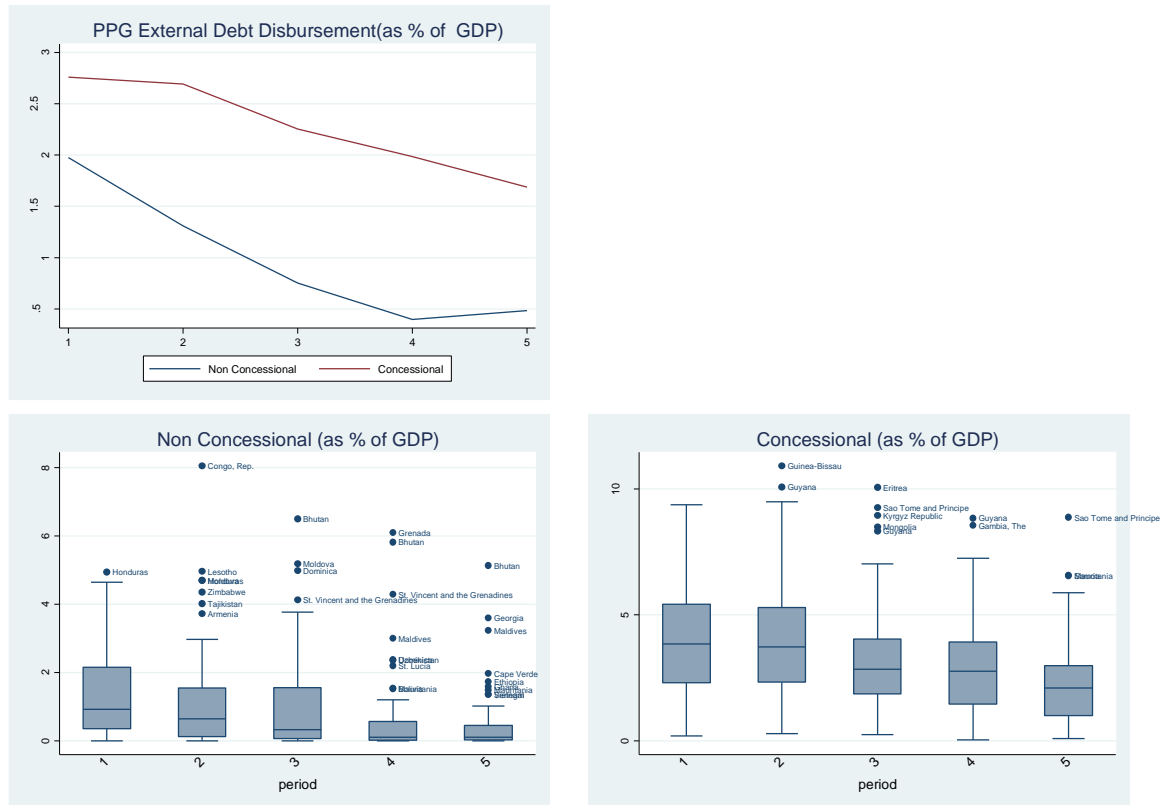 PPG External Debt Disbursement(as % of  GDP)
3
2.5
2
1.5
1
.5
1 2 3 4 5
Non Concessional Concessional
Non Concessional (as % of GDP)
8
6
4
2
0
Honduras
Congo, Rep.
Lesotho
Zimbabwe
Tajikistan
Armenia
Bhutan
Moldova
Dominica
St. Vincent and the Grenadines
Grenada
Bhutan
St. Vincent and the Grenadines
Maldives
St. Lucia
Bhutan
Georgia
Maldives
Cape Verde
Ethiopia
1 2 3 4 5
period
Concessional (as % of GDP)
10
5
0
Guinea-Bissau
Guyana
Eritrea
Sao Tome and Principe
Kyrgyz Republic
Mongolia
Guyana
Guyana
Gambia, The
Sao Tome and Principe
1 2 3 4 5
period